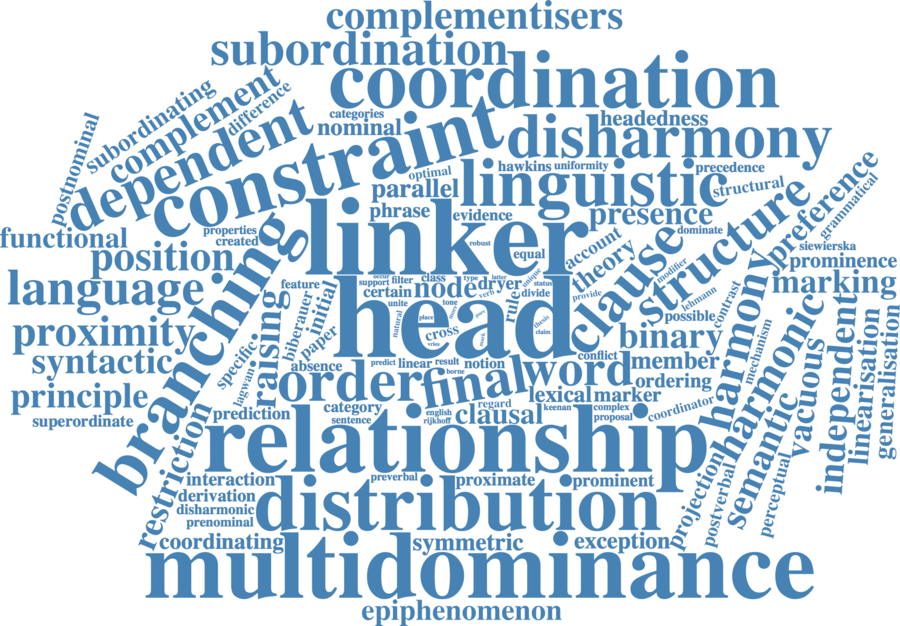 complementisers
subordination
coordination
subordinating
complement
difference
categories
nominal
headedness
disharmony
postnominal
dependent
constraint
optimal
parallel
hawkins
uniformity
precedence
linguistic
structural
preference
grammatical
phrase
evidence
presence
dominate
functional
properties
created
position
linker
robust
equal
account
theory
clause
structure
siewierska
prominence
marking
language
branching
feature
initial
occur
support
filter
class
type
latter
certain
node
verb
dryer
unique
status
modifier
provide
lehmann
possible
contrast
harmony
proximity
raising
biberauer
paper
natural
unite
place
tone
head
cross
vries
mark
rule
divide
thesis
claim
binary
mechanism
harmonic
independent
linearisation
generalisation
syntactic
specific
lagwan
absence
predict
linear
result
borne
notion
conflict
word
member
ordering
vacuous
principle
superordinate
order
final
regard
lexical
marker
coordinator
prediction
category
sentence
english
rijkhoff
clausal
keenan
complex
proposal
restriction
relationship
semantic
perceptual
interaction
derivation
disharmonic
prenominal
preverbal
proximate
prominent
projection
postverbal
distribution
coordinating
symmetric
exception
multidominance
epiphenomenon